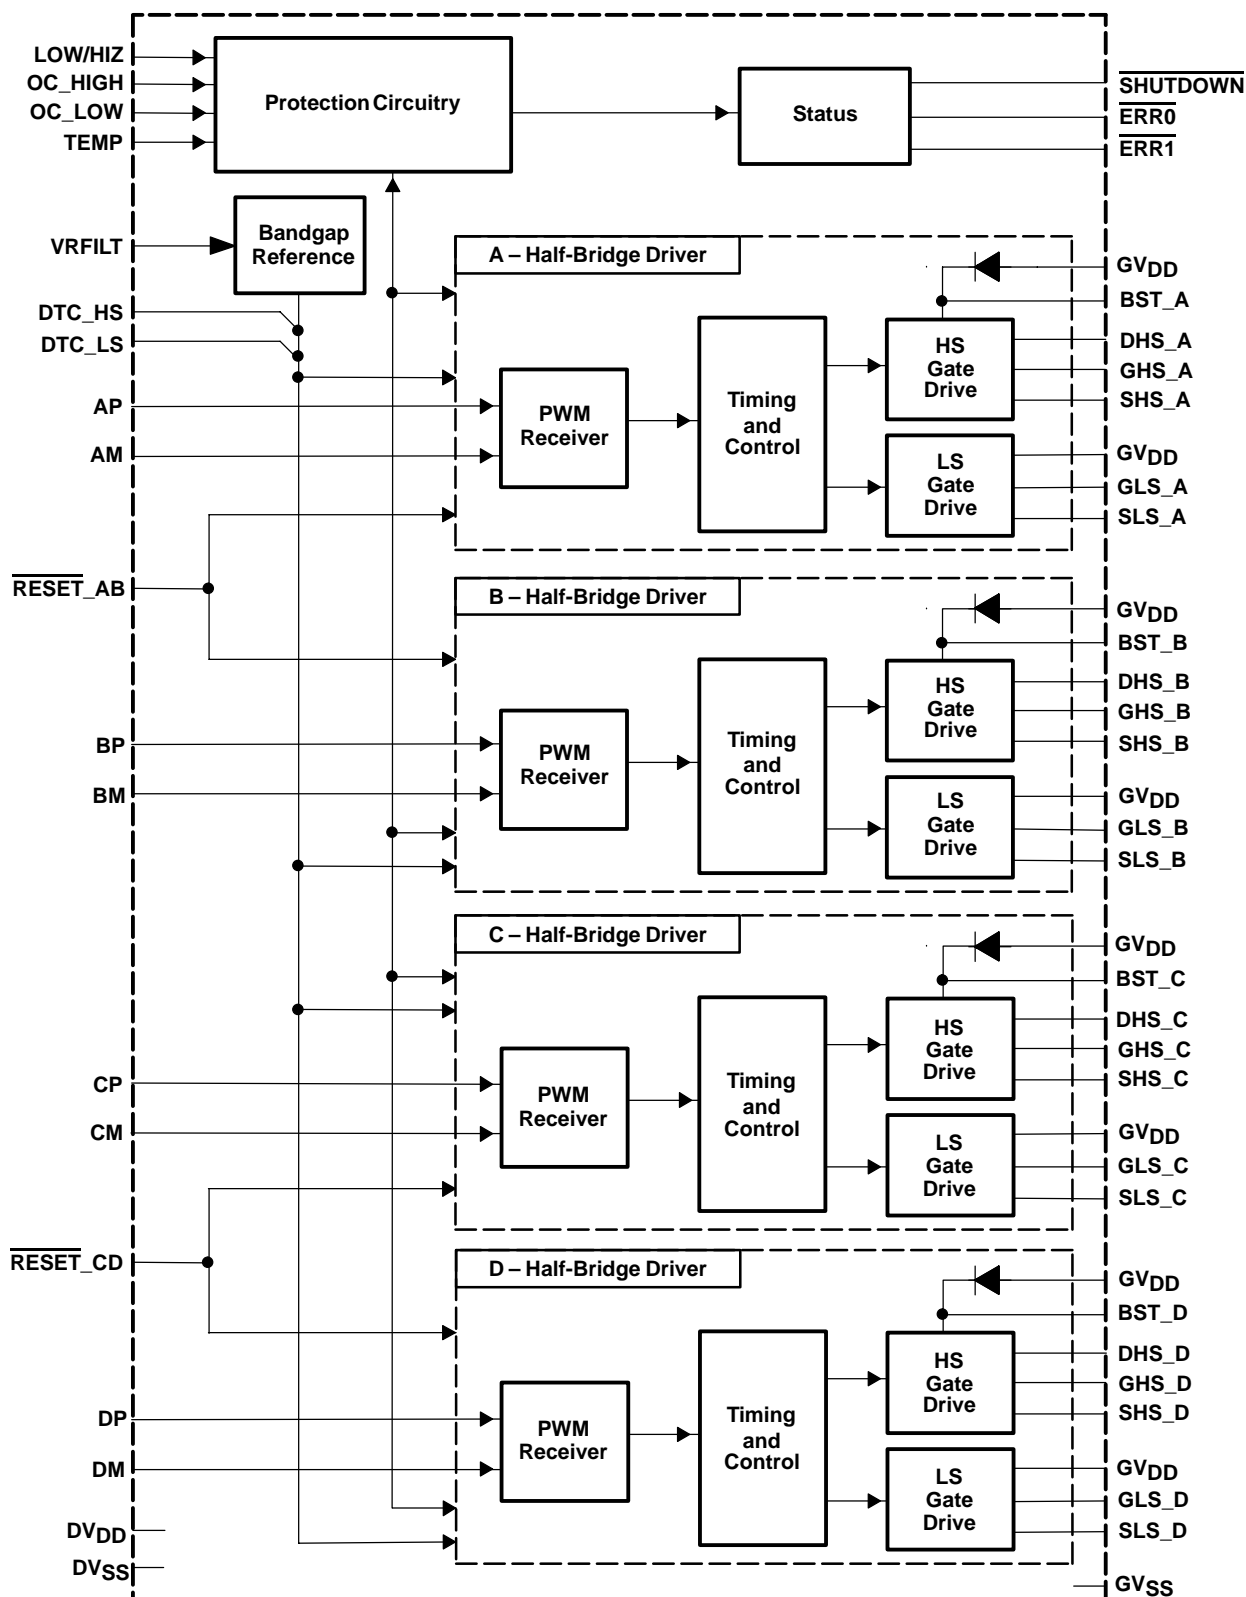 LOW/HIZ
OC_HIGH
OC_LOW
TEMP
Protection Circuitry
Status
SHUTDOWN
ERR0
ERR1
VRFILT
Bandgap
Reference
DTC_HS
DTC_LS
A – Half-Bridge Driver
AP
AM
PWM
Receiver
Timing
and
Control
HS
Gate
Drive
LS
Gate
Drive
GVDD
BST_A
DHS_A
GHS_A
SHS_A
GVDD
GLS_A
SLS_A
RESET_AB
B – Half-Bridge Driver
BP
BM
PWM
Receiver
Timing
and
Control
HS
Gate
Drive
LS
Gate
Drive
GVDD
BST_B
DHS_B
GHS_B
SHS_B
GVDD
GLS_B
SLS_B
C – Half-Bridge Driver
CP
CM
PWM
Receiver
Timing
and
Control
HS
Gate
Drive
LS
Gate
Drive
GVDD
BST_C
DHS_C
GHS_C
SHS_C
GVDD
GLS_C
SLS_C
RESET_CD
D – Half-Bridge Driver
DP
DM
PWM
Receiver
Timing
and
Control
HS
Gate
Drive
LS
Gate
Drive
GVDD
BST_D
DHS_D
GHS_D
SHS_D
GVDD
GLS_D
SLS_D
DVDD
DVSS
GVSS